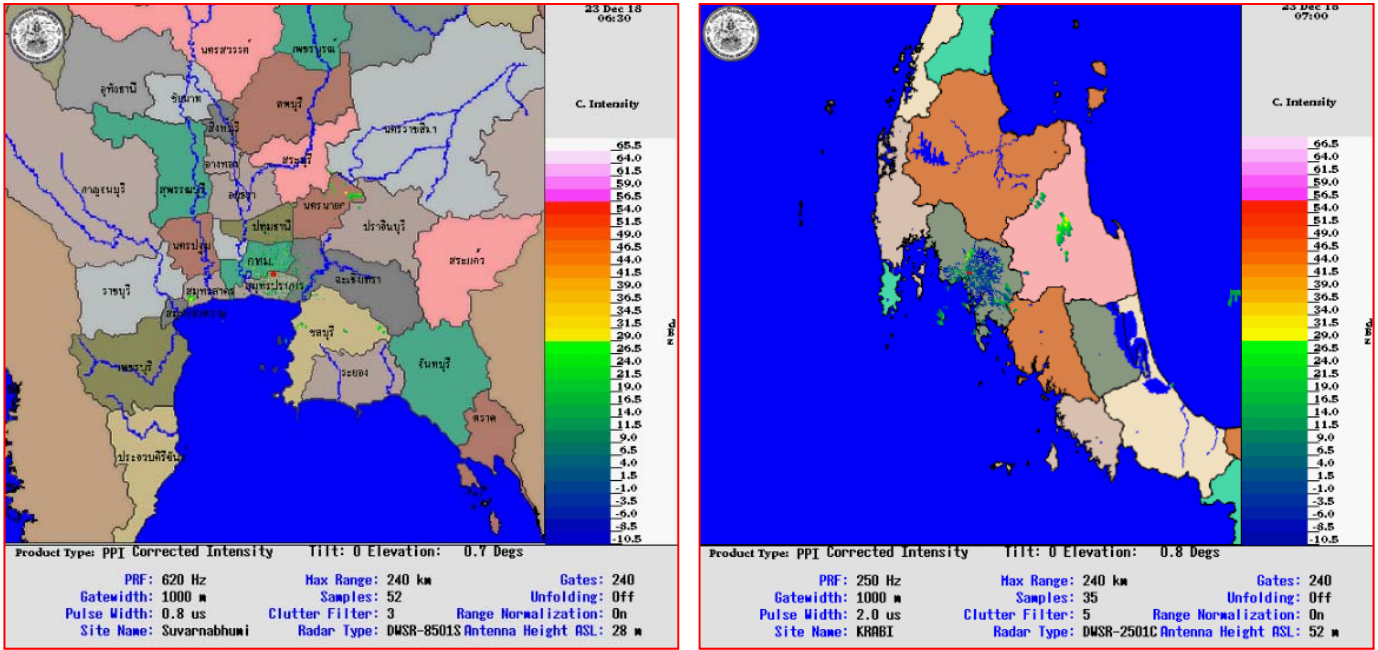 23 Dec 18
06:30
C. Intensity
65.5
64.0
61.5
59.0
56.5
54.0
51.5
49.0
46.5
44.0
41.5
39.0
36.5
34.0
31.5
29.0
26.5
24.0
21.5
19.0
16.5
14.0
11.5
9.0
6.5
4.0
-1.0
-3.5
-6.0
-8.5
-10.5
นครสวรรค์
เพชรบูรณ์
อุทัยธานี
ชัยนาท
ลพบุรี
สิงห์บุรี
นครราชสีมา
อ่างทอง
สระบุรี
กาญจนบุรี
สุพรรณบุรี
อยุธยา
นครนายก
ปราจีนบุรี
ปทุมธานี
นครปฐม
กทม.
สระแก้ว
ราชบุรี
สมุทรสาคร
สมุทรปราการ
ฉะเชิงเทรา
ชลบุรี
เพชรบุรี
ระยอง
จันทบุรี
ตราด
ประจวบคีรีขันธ์
Product Type: PPI Corrected Intensity Tilt: 0 Elevation: 0.7 Degs
PRF: 620 Hz Max Range: 240 km Gates: 240
Gatewidth: 1000 m Samples: 52 Unfolding: Off
Pulse Width: 0.8 us Clutter Filter: 3 Range Normalization: On
Site Name: Suvarnabhumi Radar Type: DWSR-8501S Antenna Height ASL: 28 m
23 Dec 18
07:00
C. Intensity
66.5
64.0
61.5
59.0
56.5
54.0
51.5
49.0
46.5
44.0
41.5
39.0
36.5
34.0
31.5
29.0
26.5
24.0
21.5
19.0
16.5
14.0
11.5
9.0
6.5
4.0
-1.0
-3.5
-6.0
-8.5
-10.5
Product Type: PPI Corrected Intensity Tilt: 0 Elevation: 0.8 Degs
PRF: 250 Hz Max Range: 240 km Gates: 240
Gatewidth: 1000 m Samples: 35 Unfolding: Off
Pulse Width: 2.0 us Clutter Filter: 5 Range Normalization: On
Site Name: KRABI Radar Type: DWSR-2501C Antenna Height ASL: 52 m